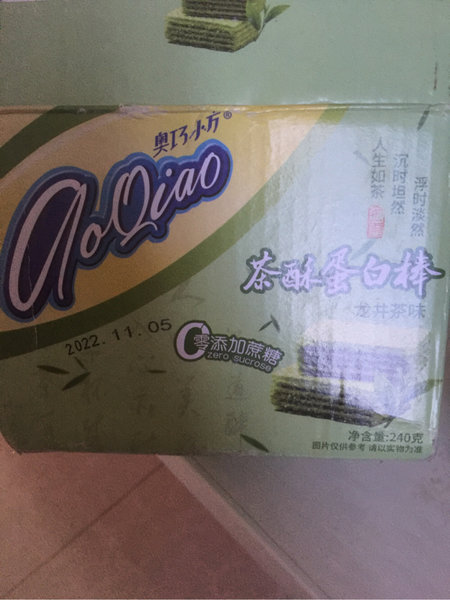 奥巧小方®
AoQiao
人生如茶
沉时坦然
浮时淡然
茶酥蛋白棒
龙井茶味
2022.11.05
0零添加蔗糖
zero sucrose
净含量:240克
图片仅供参考 请以实物为准